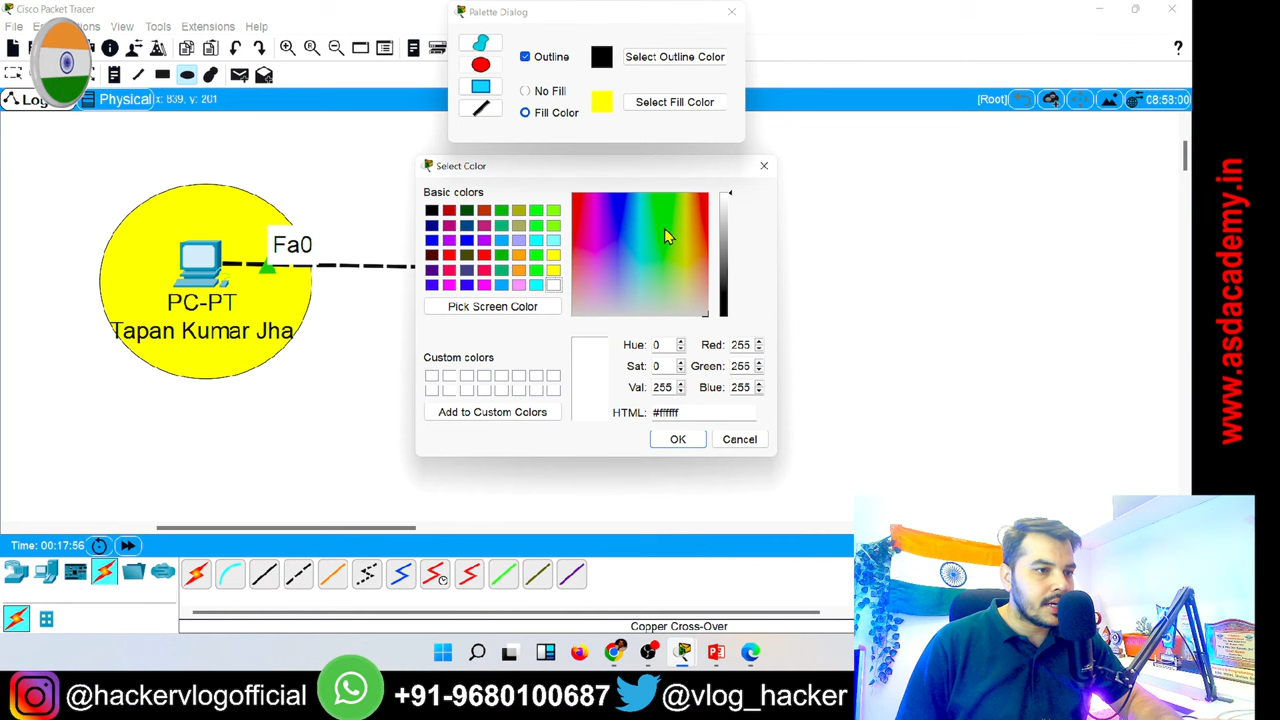 Cisco Packet Tracer
Palette Dialog
File
Options
View
Tools
Extensions
Help
Outline
Select Outline Color
No Fill
Fill Color
Select Fill Color
?
Physical
x: 839, y: 201
[Root]
08:58:00
Select Color
Basic colors
Pick Screen Color
Custom colors
Add to Custom Colors
Hue: 0
Red: 255
Sat: 0
Green: 255
Val: 255
Blue: 255
HTML: #ffffff
OK
Cancel
Fa0
PC-PT
Tapan Kumar Jha
www.asdacademy.in
Time: 00:17:56
Copper Cross-Over
@hackervlogofficial
+91-9680100687
@vlog_hacker